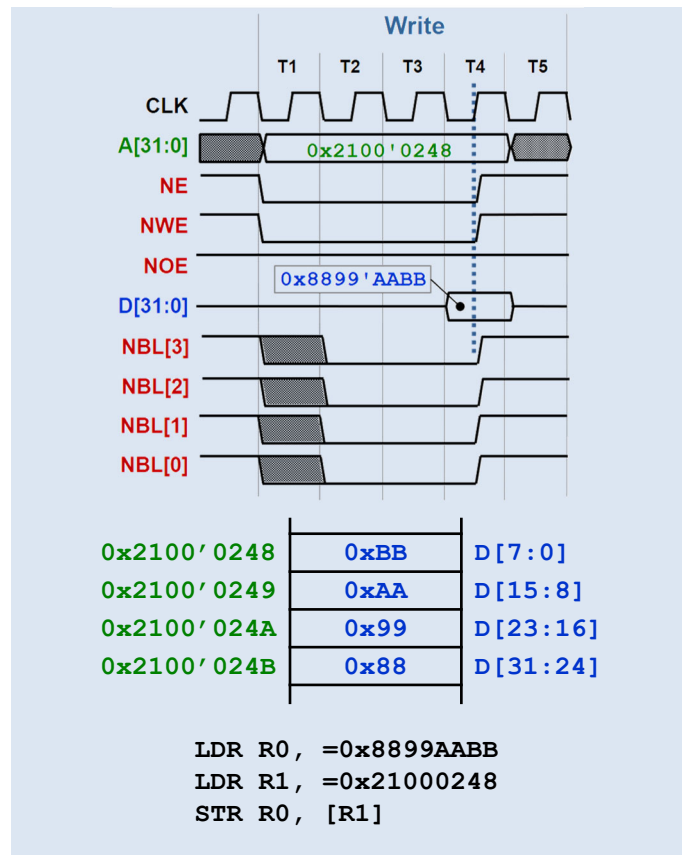 Write
T1 T2 T3 T4 T5
CLK
A[31:0] 0x2100'0248
NE
NWE
NOE
0x8899'AABB
D[31:0]
NBL[3]
NBL[2]
NBL[1]
NBL[0]
0x2100’0248 0xBB D[7:0]
0x2100’0249 0xAA D[15:8]
0x2100’024A 0x99 D[23:16]
0x2100’024B 0x88 D[31:24]
LDR R0, =0x8899AABB
LDR R1, =0x21000248
STR R0, [R1]